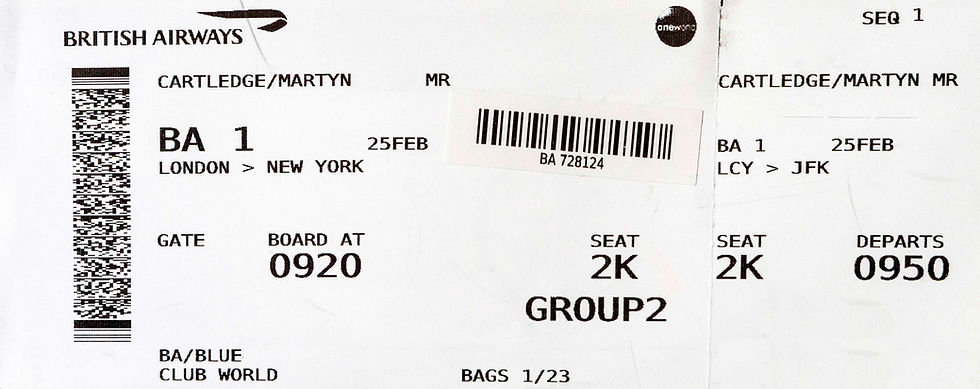 BRITISH AIRWAYS
oneworld
SEQ 1
CARTLEDGE/MARTYN MR
CARTLEDGE/MARTYN MR
BA 1 25FEB
BA 728124
BA 1 25FEB
LONDON > NEW YORK
LCY > JFK
GATE BOARD AT SEAT
0920 2K
SEAT DEPARTS
2K 0950
GROUP2
BA/BLUE
CLUB WORLD BAGS 1/23